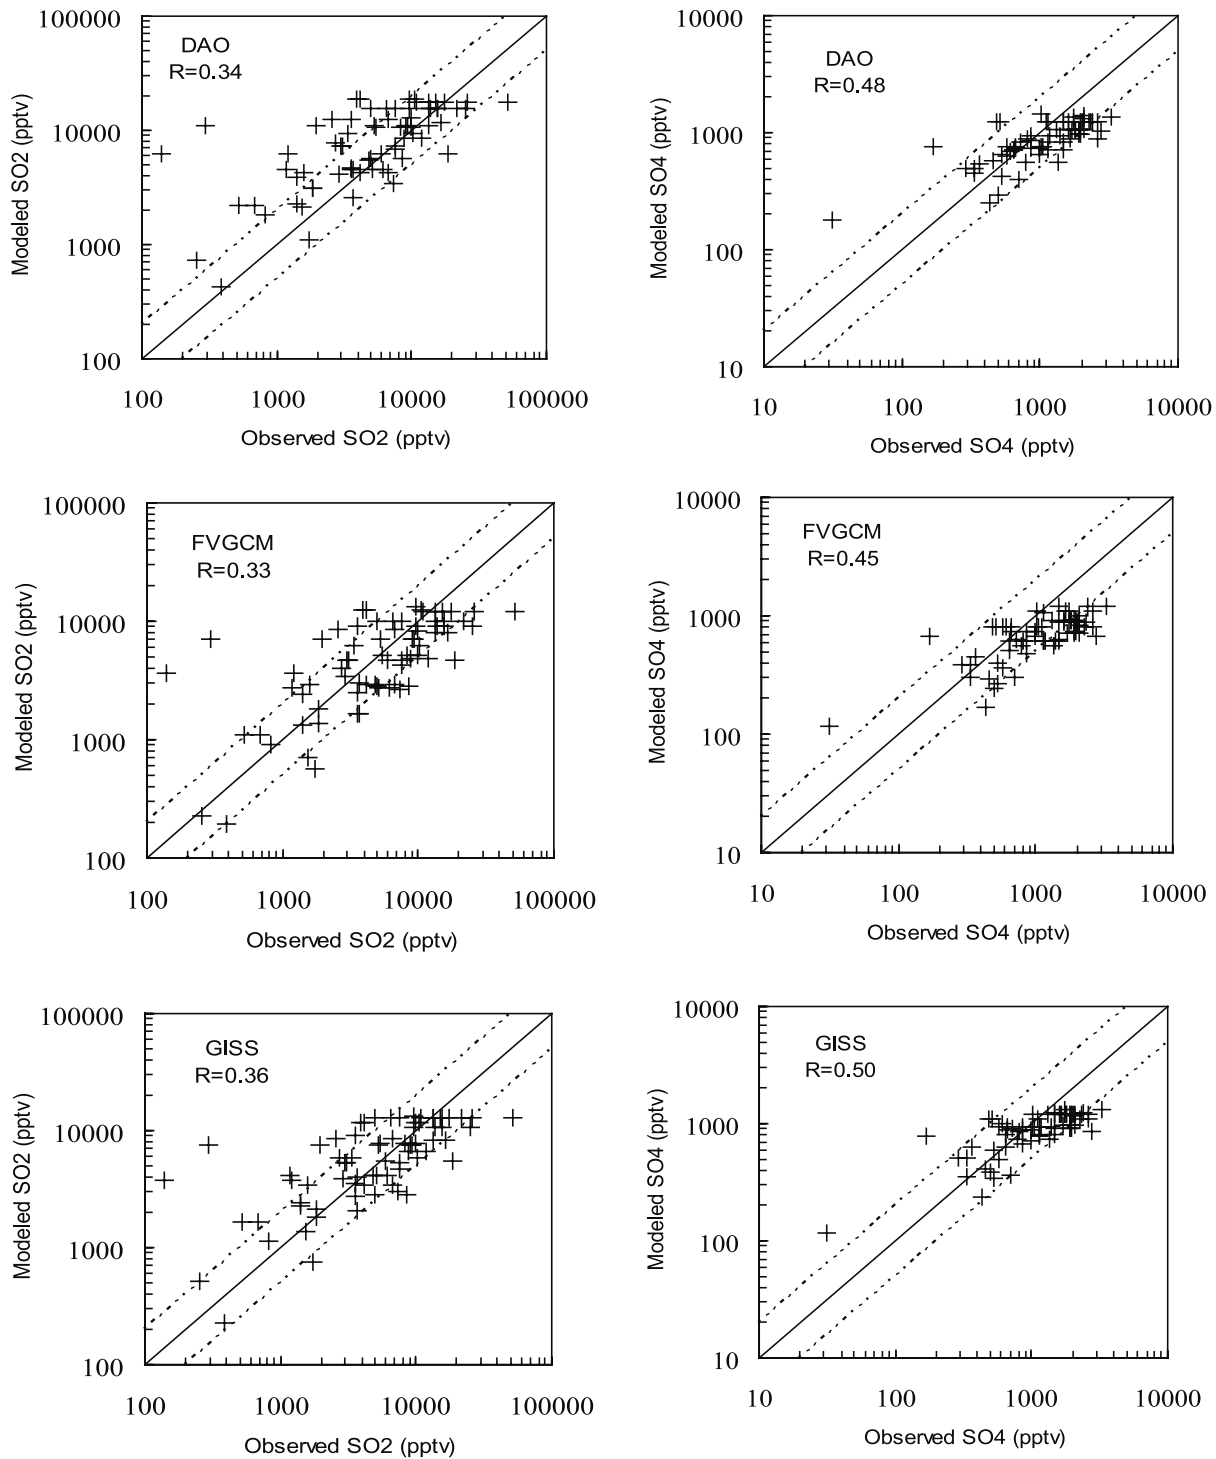 100000
10000
1000
100
Modeled SO2 (pptv)
DAO
R=0.34
100 1000 10000 100000
Observed SO2 (pptv)
10000
1000
100
10
Modeled SO4 (pptv)
DAO
R=0.48
10 100 1000 10000
Observed SO4 (pptv)
100000
10000
1000
100
Modeled SO2 (pptv)
FVGCM
R=0.33
100 1000 10000 100000
Observed SO2 (pptv)
10000
1000
100
10
Modeled SO4 (pptv)
FVGCM
R=0.45
10 100 1000 10000
Observed SO4 (pptv)
100000
10000
1000
100
Modeled SO2 (pptv)
GISS
R=0.36
100 1000 10000 100000
Observed SO2 (pptv)
10000
1000
100
10
Modeled SO4 (pptv)
GISS
R=0.50
10 100 1000 10000
Observed SO4 (pptv)